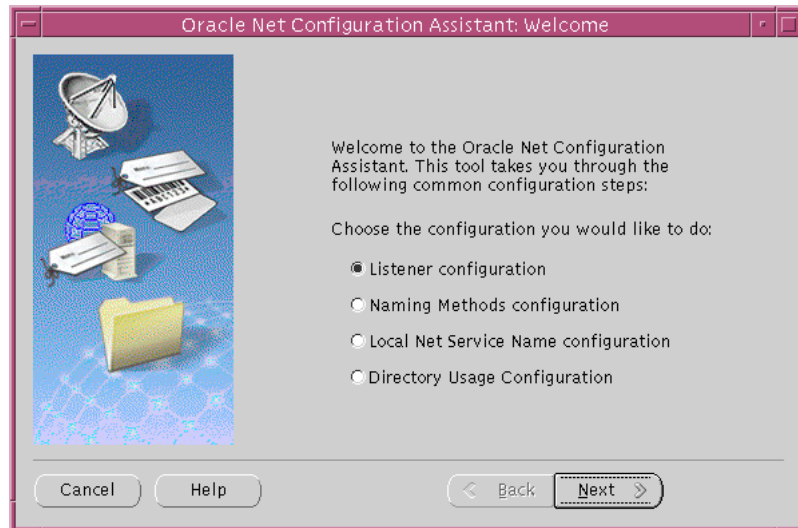 Oracle Net Configuration Assistant: Welcome
Welcome to the Oracle Net Configuration
Assistant. This tool takes you through the
following common configuration steps:
Choose the configuration you would like to do:
Listener configuration
Naming Methods configuration
Local Net Service Name configuration
Directory Usage Configuration
Cancel
Help
Back
Next